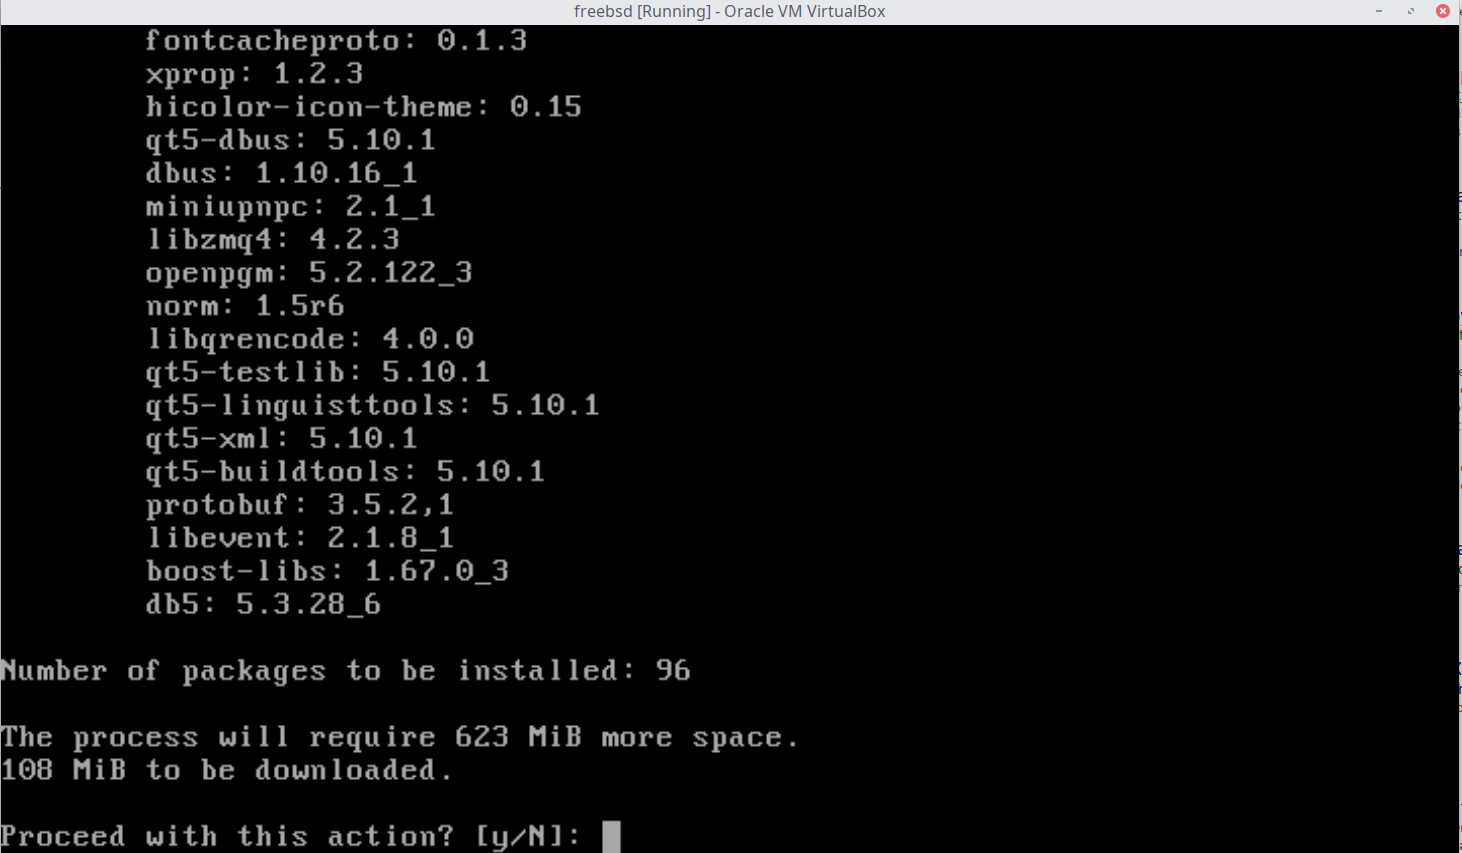 freebsd [Running] - Oracle VM VirtualBox
fontcacheproto: 0.1.3
xprop: 1.2.3
hicolor-icon-theme: 0.15
qt5-dbus: 5.10.1
dbus: 1.10.16_1
miniupnpc: 2.1_1
libzmq4: 4.2.3
openpgm: 5.2.122_3
norm: 1.5r6
libqrencode: 4.0.0
qt5-testlib: 5.10.1
qt5-linguisttools: 5.10.1
qt5-xml: 5.10.1
qt5-buildtools: 5.10.1
protobuf: 3.5.2,1
libevent: 2.1.8_1
boost-libs: 1.67.0_3
db5: 5.3.28_6
Number of packages to be installed: 96
The process will require 623 MiB more space.
108 MiB to be downloaded.
Proceed with this action? [y/N]: